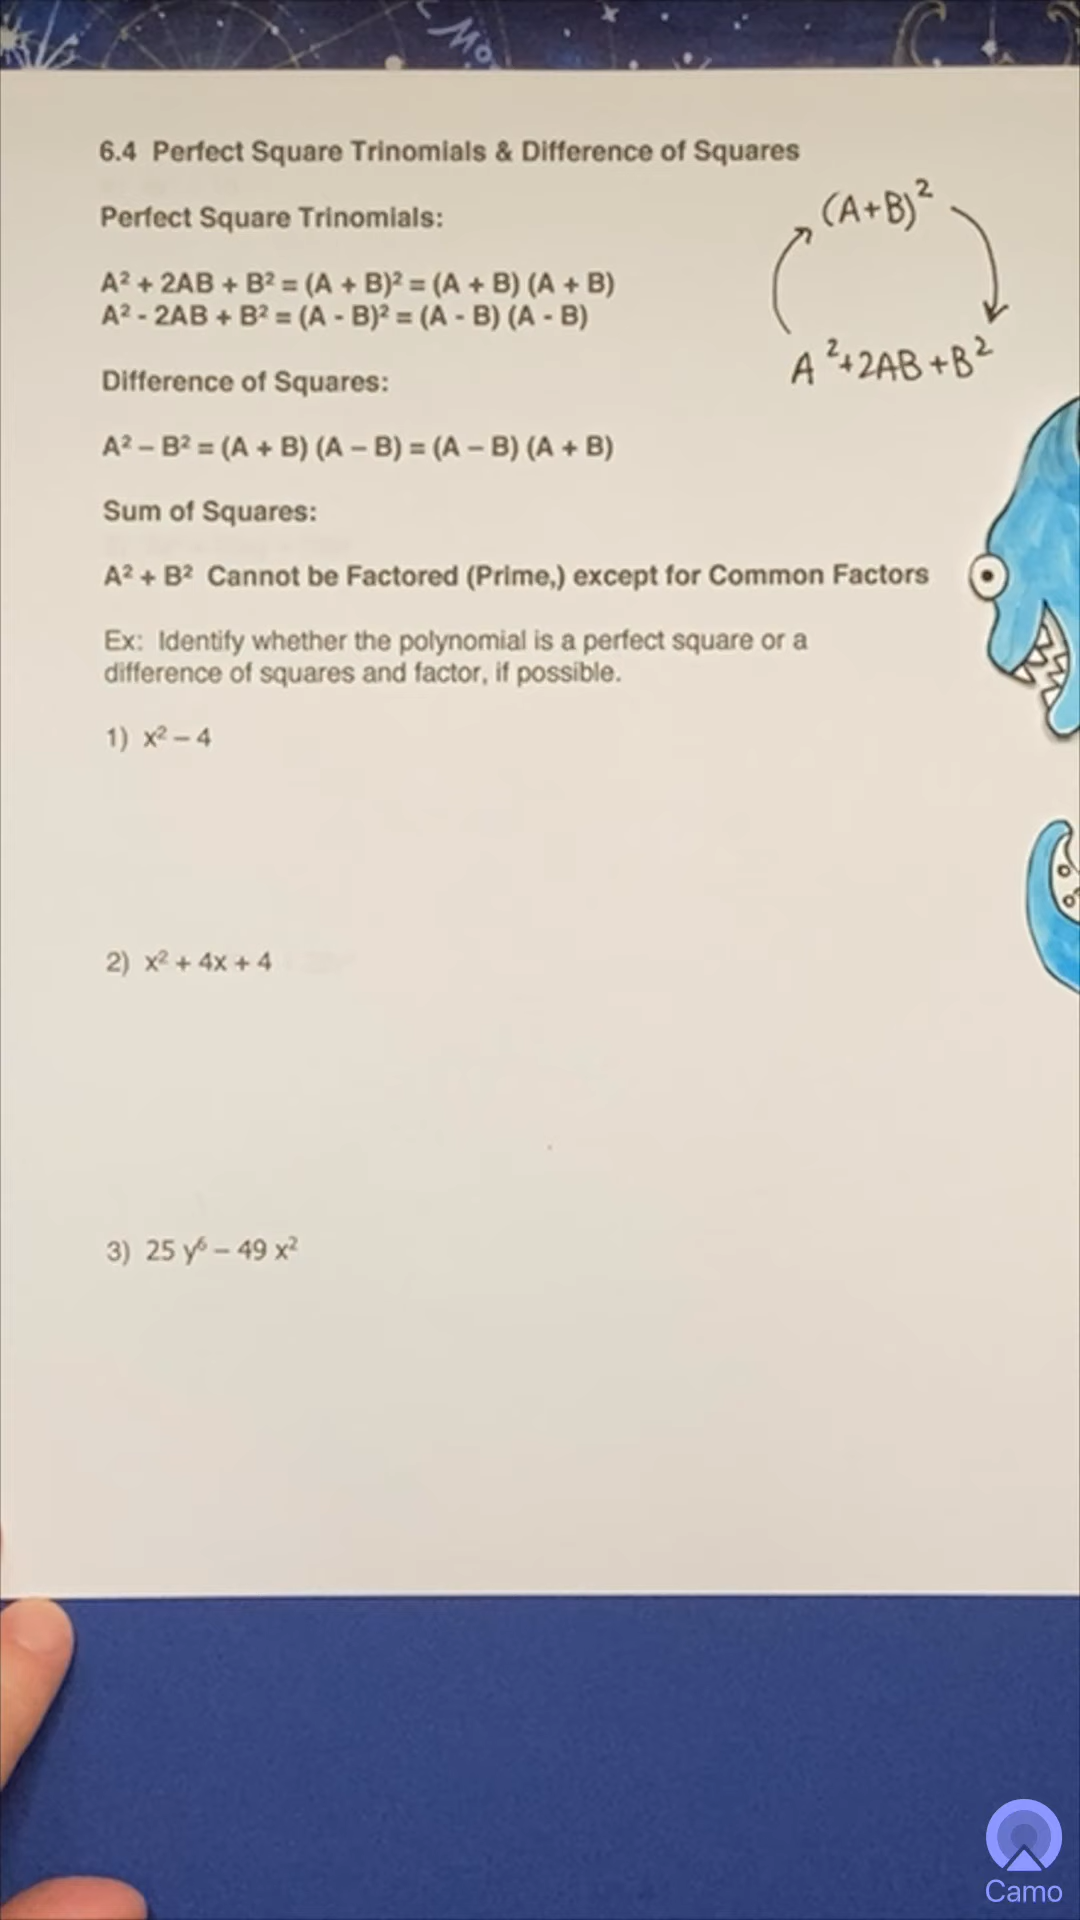 Mo
6.4 Perfect Square Trinomials & Difference of Squares
Perfect Square Trinomials:
(A+B)²
A² + 2AB + B² = (A + B)² = (A + B) (A + B)
A² - 2AB + B² = (A - B)² = (A - B) (A - B)
A²+2AB+B²
Difference of Squares:
A² – B² = (A + B) (A – B) = (A – B) (A + B)
Sum of Squares:
A² + B² Cannot be Factored (Prime,) except for Common Factors
Ex: Identify whether the polynomial is a perfect square or a
difference of squares and factor, if possible.
1) x² – 4
2) x² + 4x + 4
3) 25 y⁶ – 49 x²
Camo